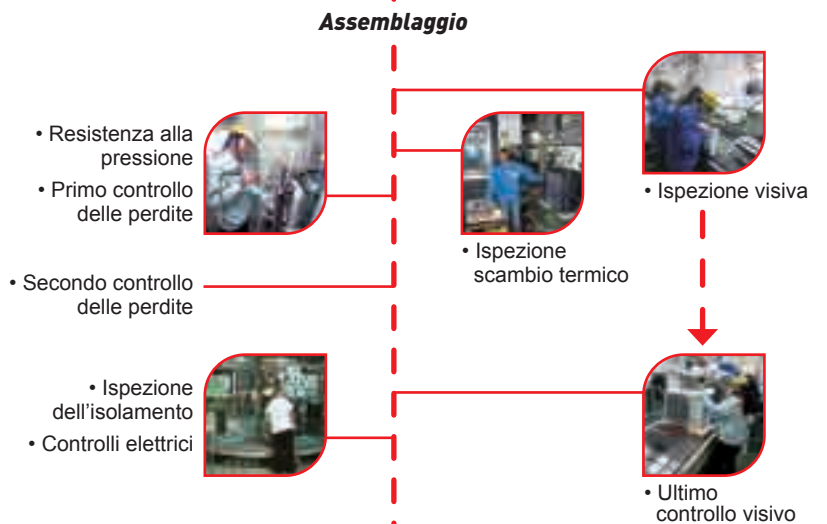 Assemblaggio
• Resistenza alla
pressione
• Primo controllo
delle perdite
• Ispezione visiva
• Ispezione
scambio termico
• Secondo controllo
delle perdite
• Ispezione
dell'isolamento
• Controlli elettrici
• Ultimo
controllo visivo